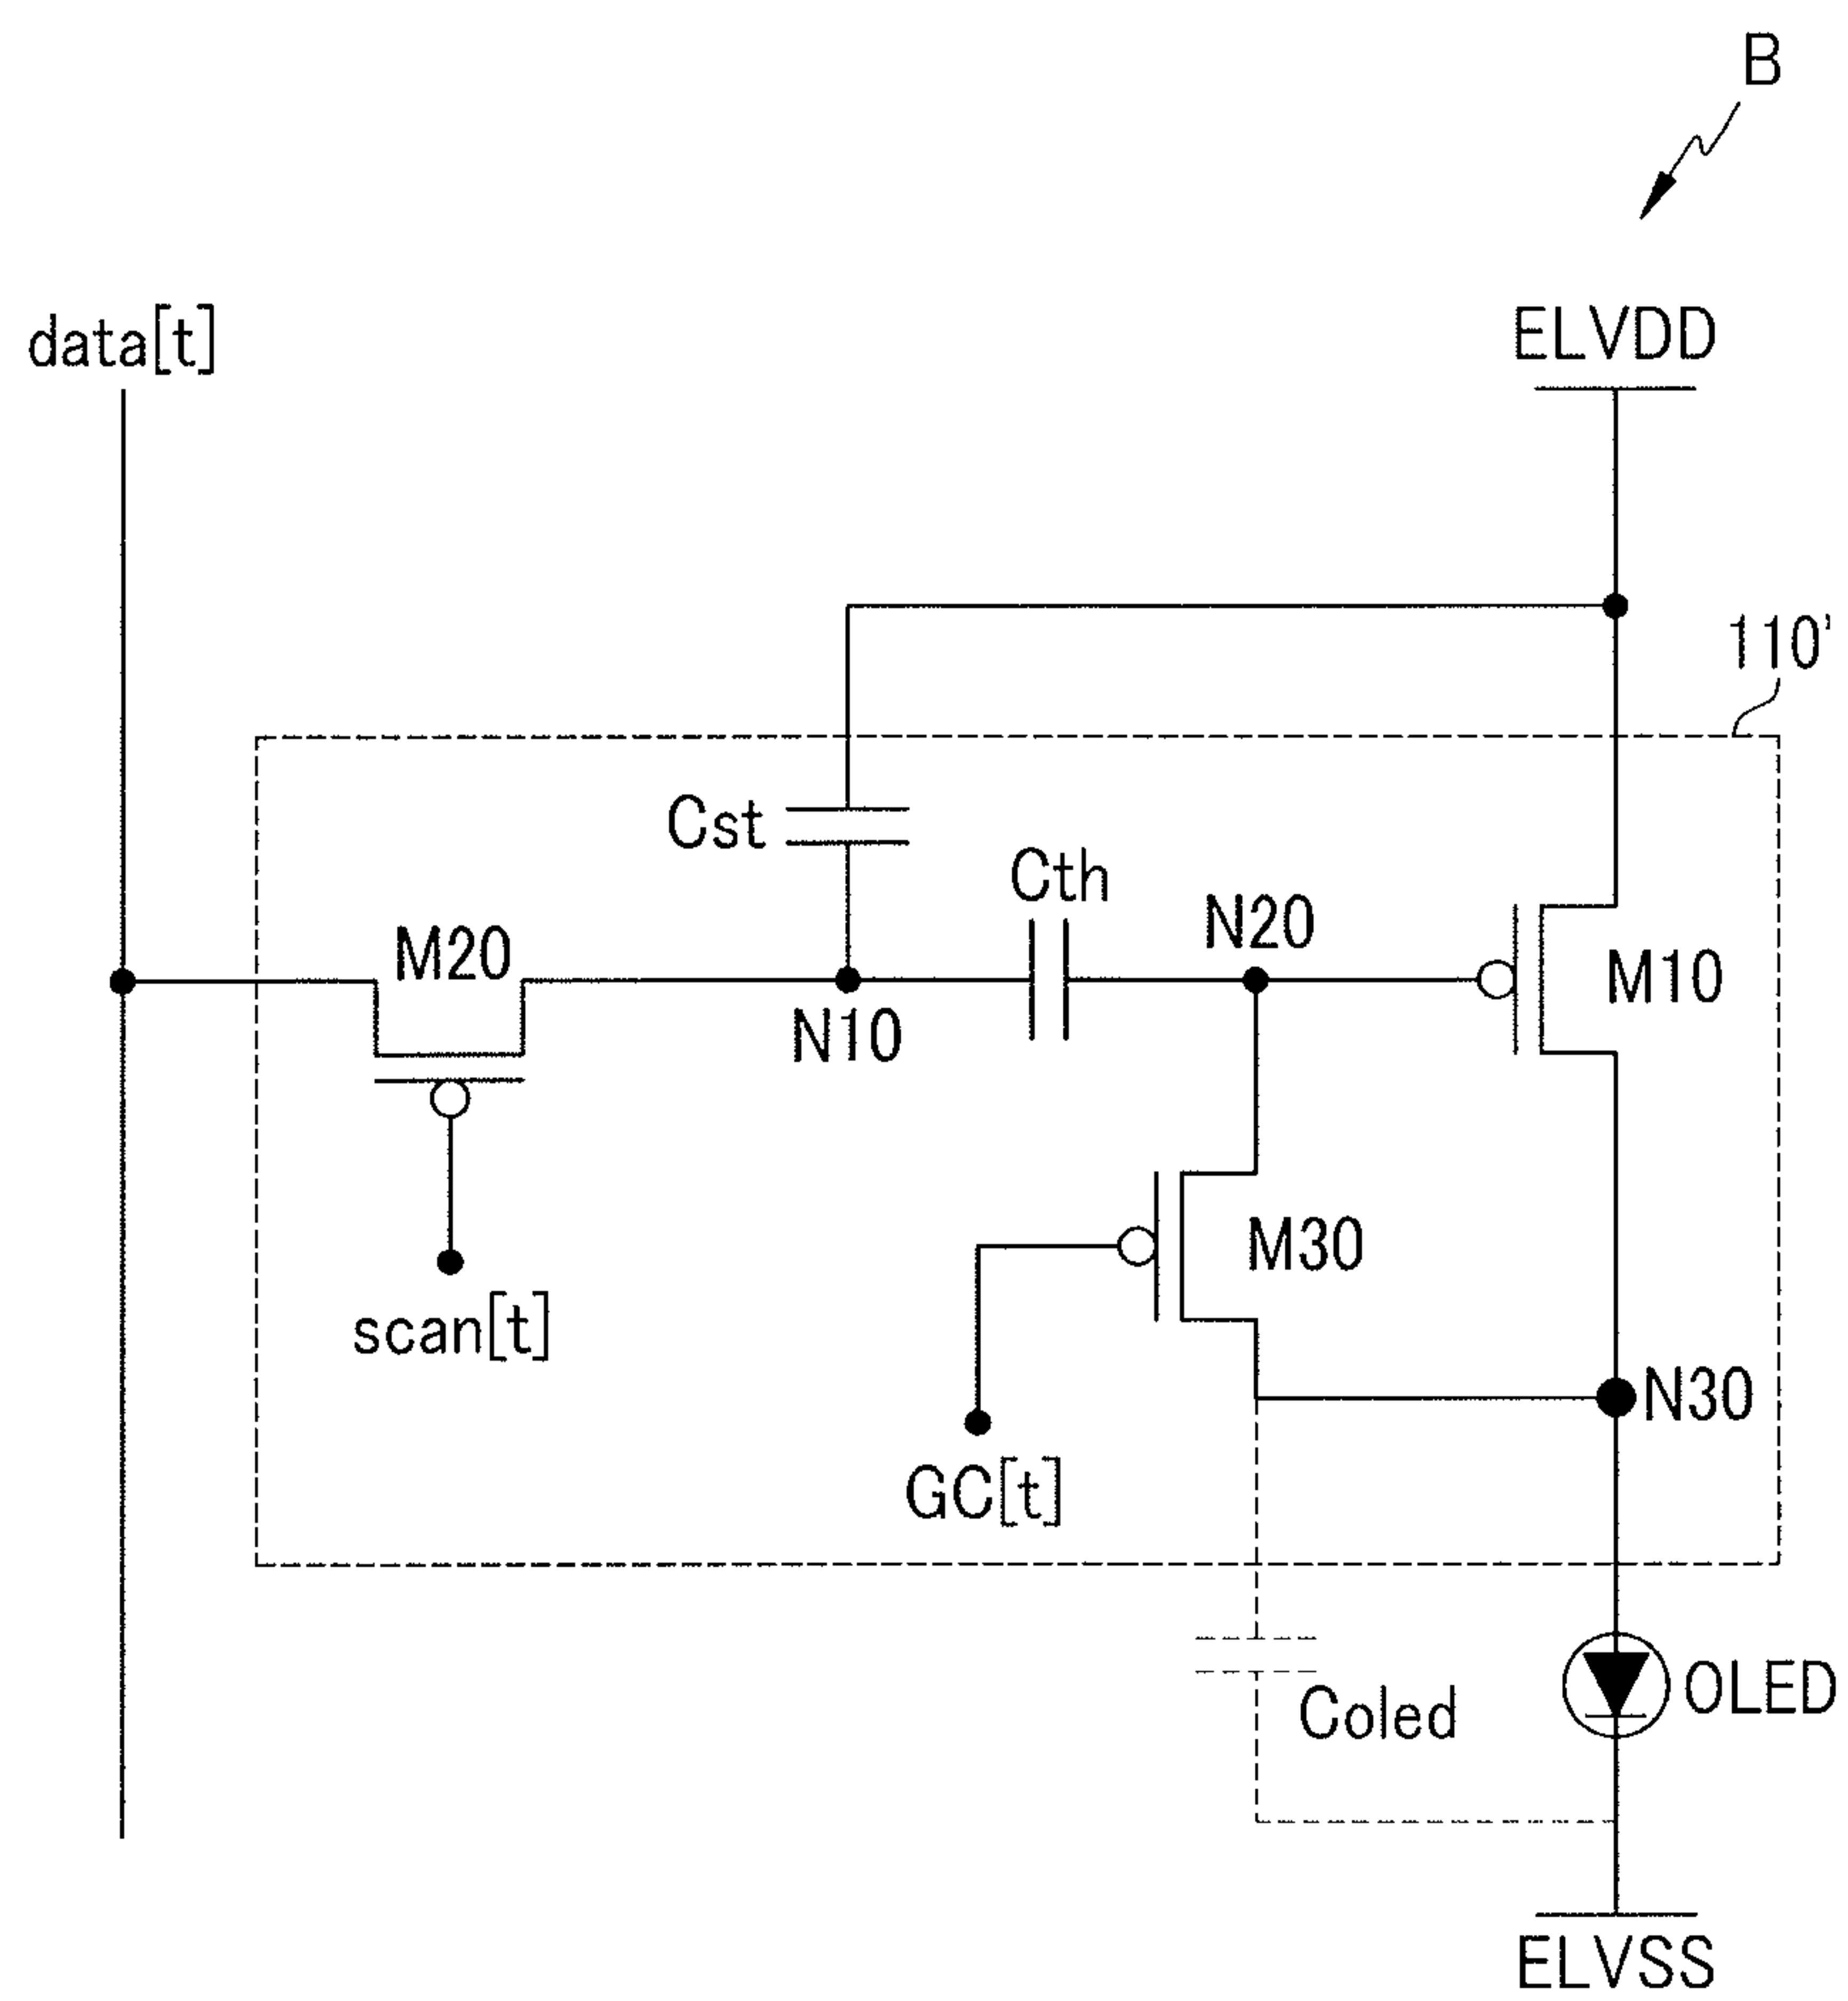 B
data[t]
ELVDD
110'
Cst
Cth
N20
M20
M10
N10
M30
scan[t]
N30
GC[t]
OLED
Coled
ELVSS